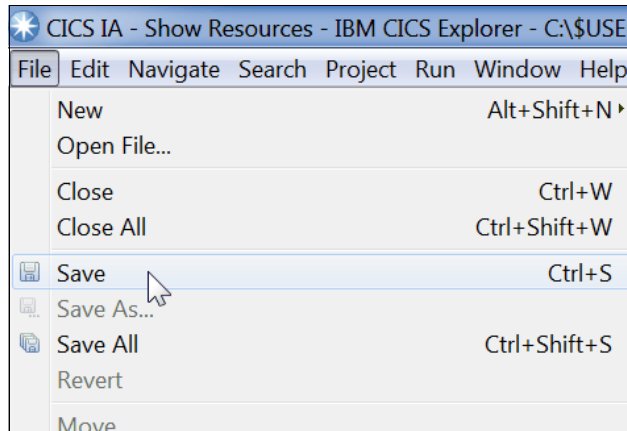 CICS IA - Show Resources - IBM CICS Explorer - C:\$USE
File Edit Navigate Search Project Run Window Help
New Alt+Shift+N
Open File...
Close Ctrl+W
Close All Ctrl+Shift+W
Save Ctrl+S
Save As...
Save All Ctrl+Shift+S
Revert
Move